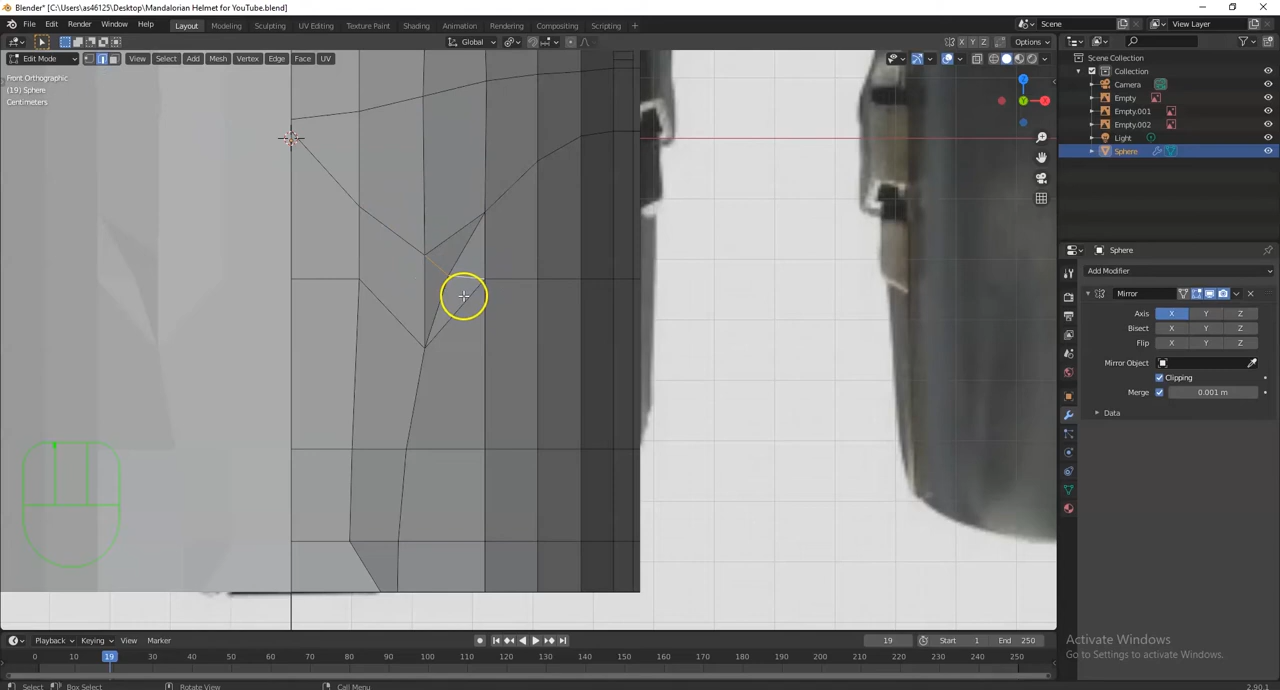 Blender* [C:\Users\as46125\Desktop\Mandalorian Helmet for YouTube.blend]
File Edit Render Window Help Layout Modeling Sculpting UV Editing Texture Paint Shading Animation Rendering Compositing Scripting Scene View Layer
Global Options
Edit Mode View Select Add Mesh Vertex Edge Face UV
Front Orthographic
(19) Sphere
Centimeters
Scene Collection
Collection
Camera
Empty
Empty.001
Empty.002
Light
Sphere
Sphere
Add Modifier
Mirror
Axis X Y Z
Bisect X Y Z
Flip X Y Z
Mirror Object
Clipping
Merge 0.001 m
Data
Activate Windows
Go to Settings to activate Windows.
Playback Keying View Marker 19 Start 1 End 250
0 10 19 30 40 50 60 70 80 90 100 110 120 130 140 150 160 170 180 190 200 210 220 230 240 250
Select Box Select Rotate View Call Menu 2.90.1